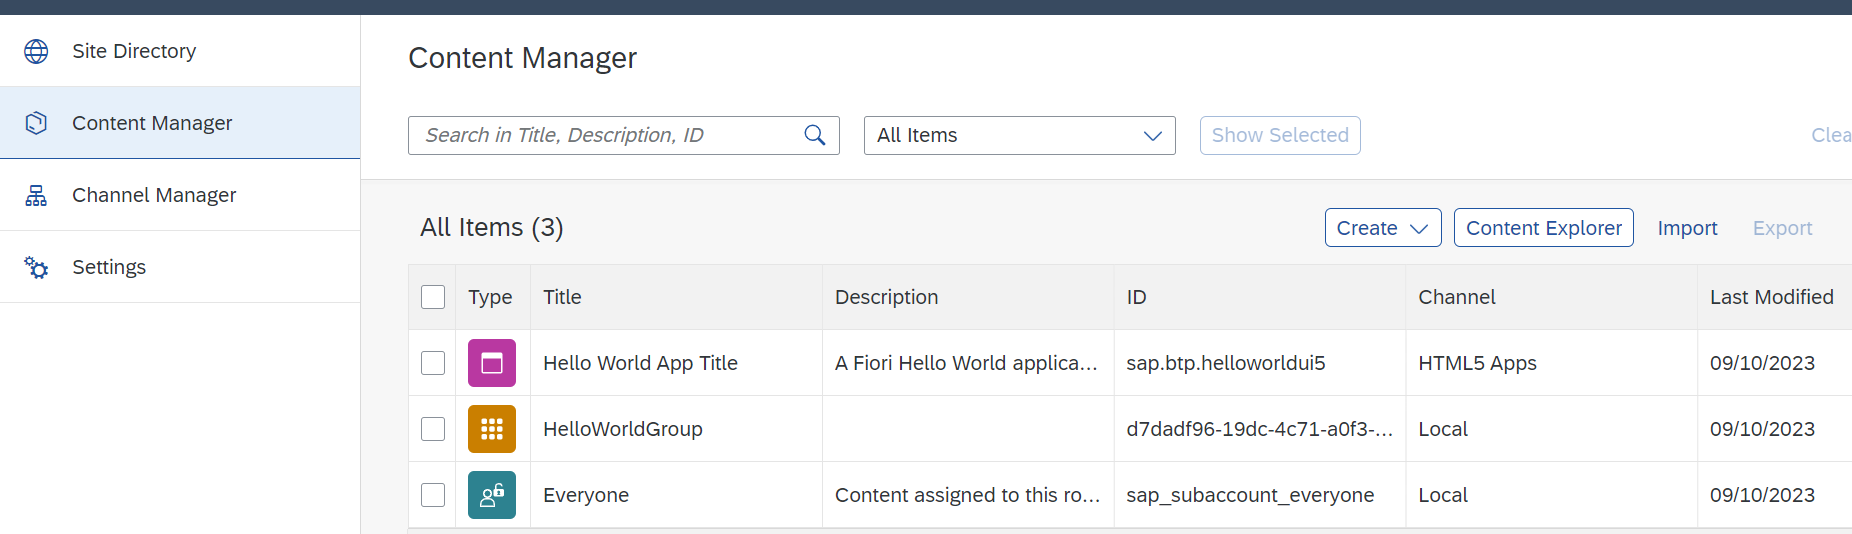 Site Directory
Content Manager
Channel Manager
Settings
Content Manager
Search in Title, Description, ID
All Items
Show Selected
Clea
All Items (3)
Create
Content Explorer
Import
Export
Type Title Description ID Channel Last Modified
Hello World App Title A Fiori Hello World applica... sap.btp.helloworldui5 HTML5 Apps 09/10/2023
HelloWorldGroup d7dadf96-19dc-4c71-a0f3-... Local 09/10/2023
Everyone Content assigned to this ro... sap_subaccount_everyone Local 09/10/2023